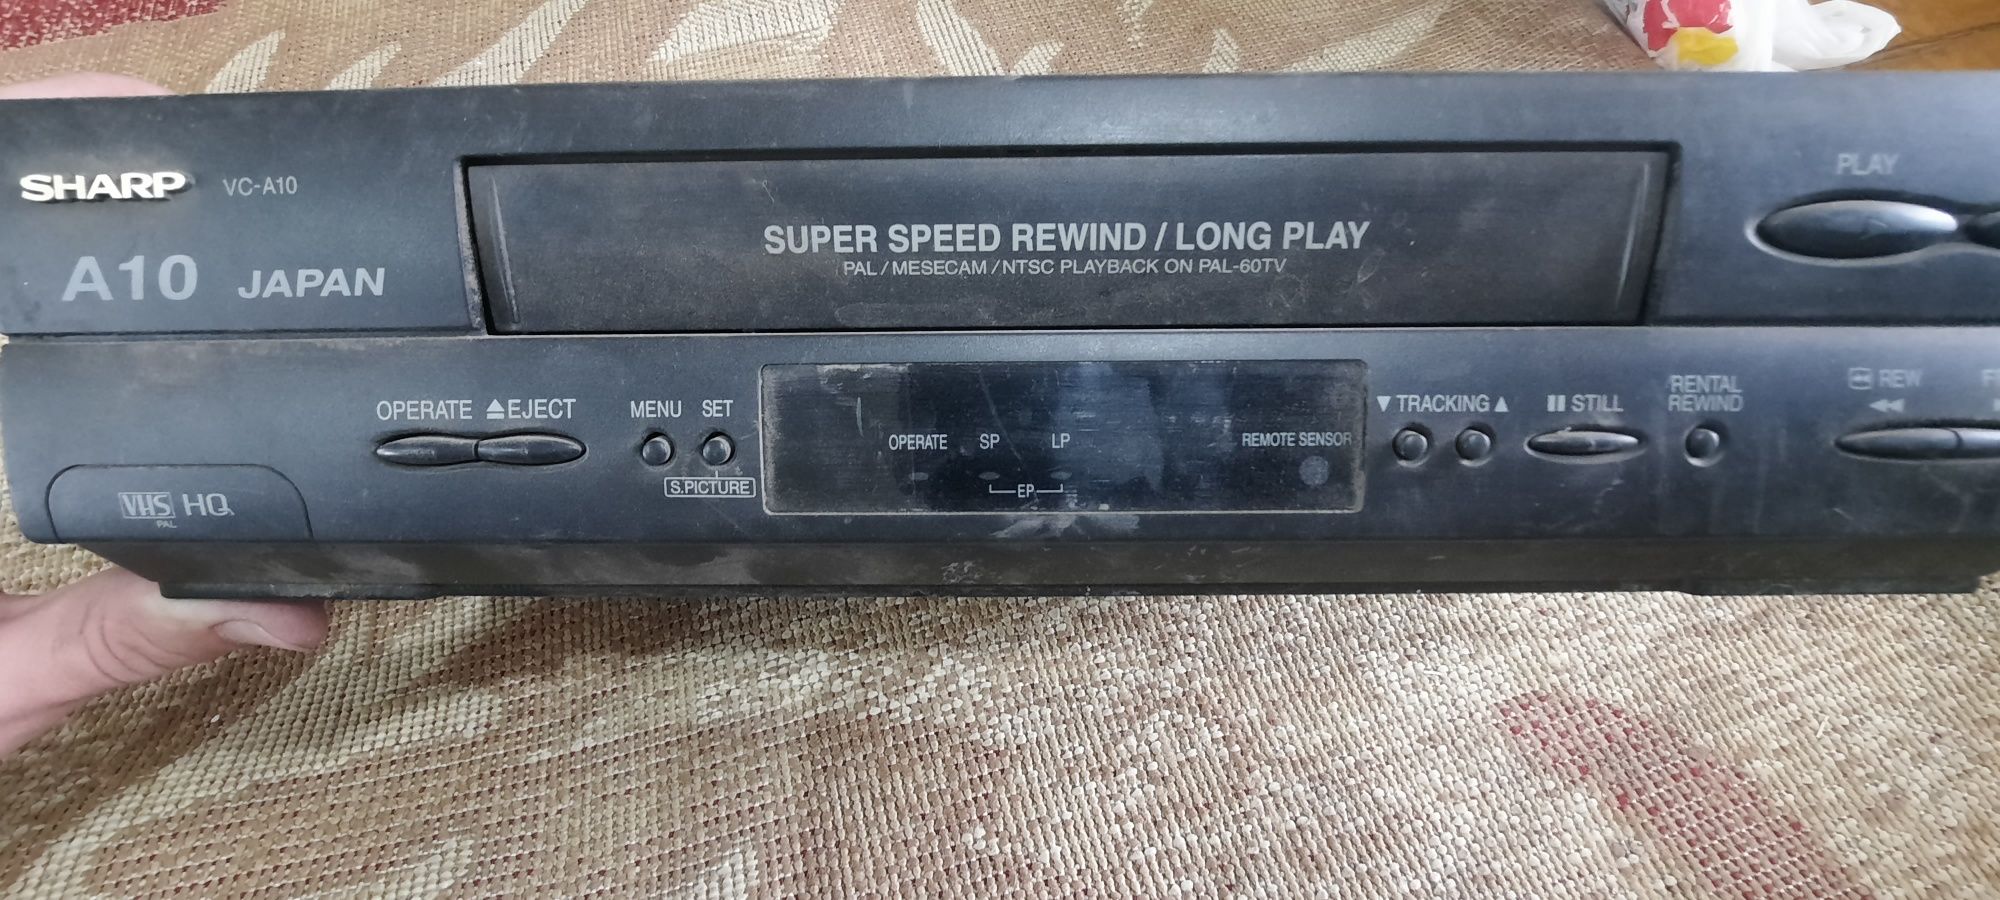 SHARP VC-A10
A10 JAPAN
SUPER SPEED REWIND / LONG PLAY
PAL / MESECAM / NTSC PLAYBACK ON PAL-60TV
PLAY
OPERATE ⏏EJECT
MENU SET
S.PICTURE
OPERATE SP LP
EP
REMOTE SENSOR
▼ TRACKING ▲
▮▮ STILL
RENTAL
REWIND
REW
◀◀
VHS HQ
PAL